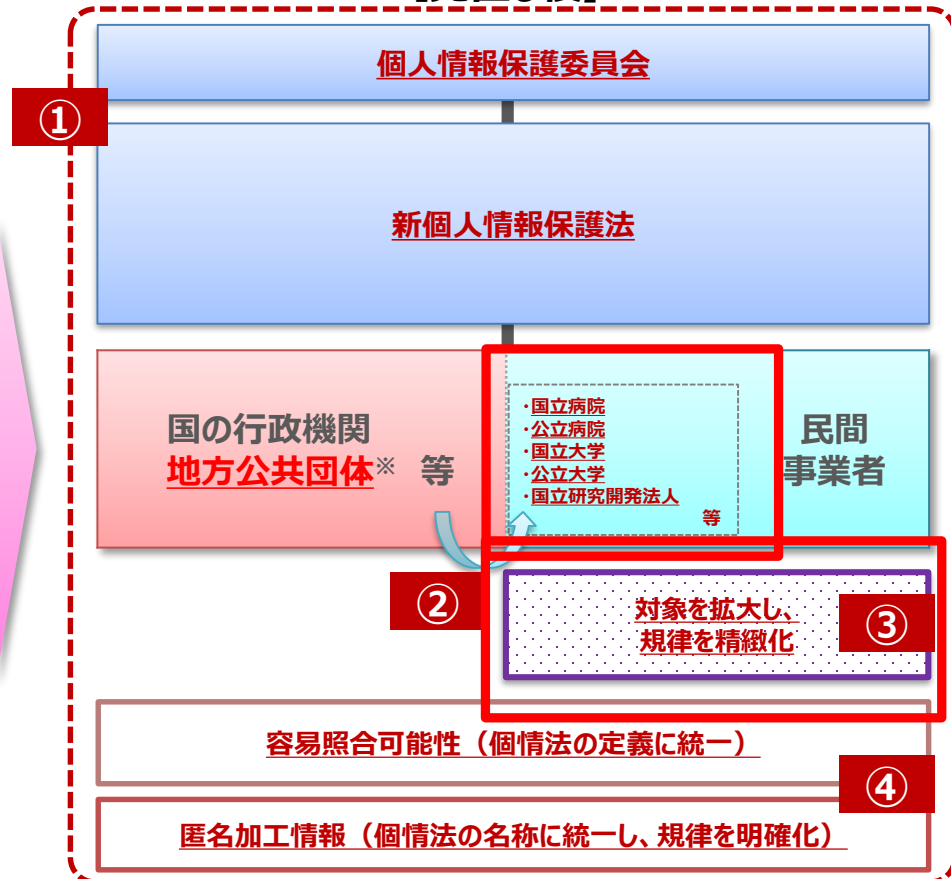 ①
個人情報保護委員会
新個人情報保護法
国の行政機関
地方公共団体※ 等
・国立病院
・公立病院
・国立大学
・公立大学
・国立研究開発法人
等
民間
事業者
②
対象を拡大し、
規律を精緻化
③
容易照合可能性（個情法の定義に統一）
④
匿名加工情報（個情法の名称に統一し、規律を明確化）